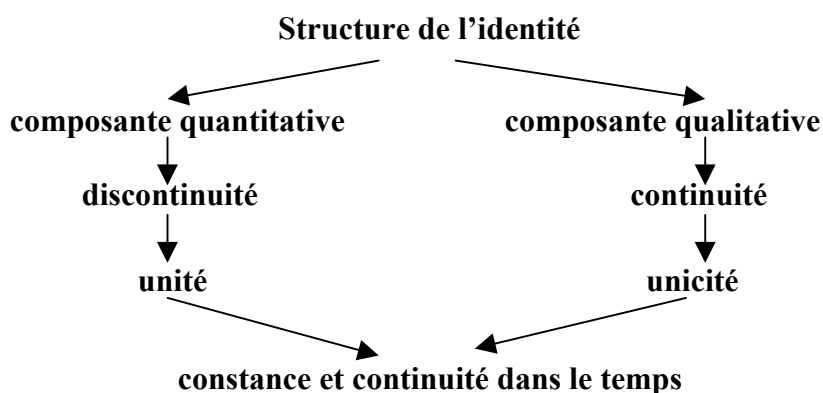 Structure de l’identité
composante quantitative composante qualitative
discontinuité continuité
unité unicité
constance et continuité dans le temps